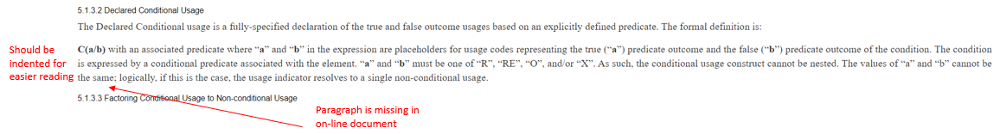 5.1.3.2 Declared Conditional Usage
The Declared Conditional usage is a fully-specified declaration of the true and false outcome usages based on an explicitly defined predicate. The formal definition is:
C(a/b) with an associated predicate where “a” and “b” in the expression are placeholders for usage codes representing the true (“a”) predicate outcome and the false (“b”) predicate outcome of the condition. The condition
is expressed by a conditional predicate associated with the element. “a” and “b” must be one of “R”, “RE”, “O”, and/or “X”. As such, the conditional usage construct cannot be nested. The values of “a” and “b” cannot be
the same; logically, if this is the case, the usage indicator resolves to a single non-conditional usage.
Should be
indented for
easier reading
5.1.3.3 Factoring Conditional Usage to Non-conditional Usage
Paragraph is missing in
on-line document